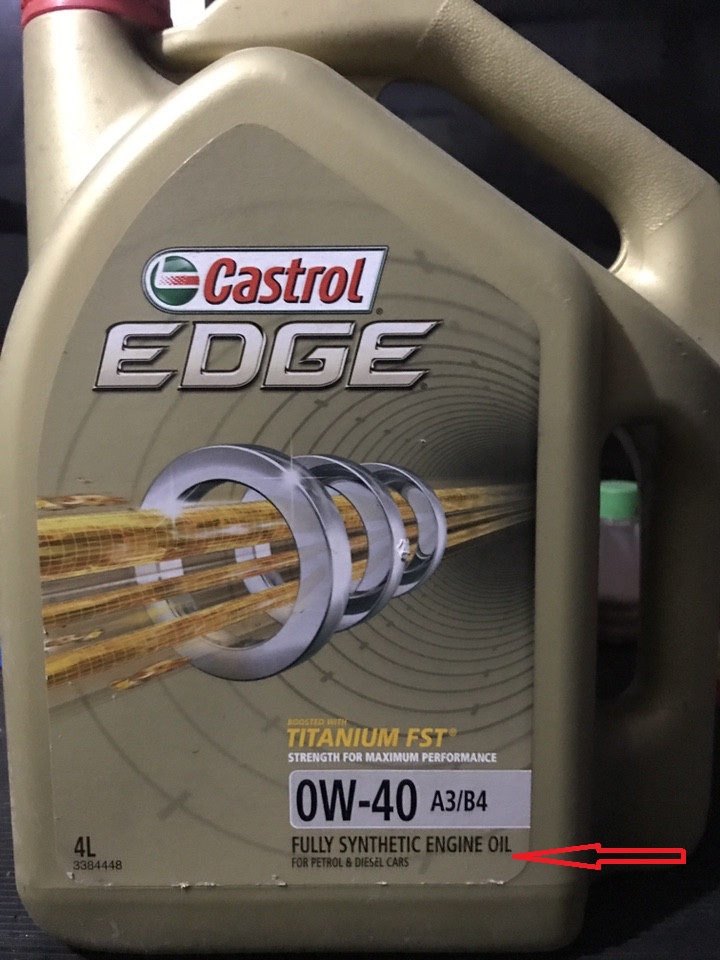 Castrol
EDGE
BOOSTED WITH
TITANIUM FST®
STRENGTH FOR MAXIMUM PERFORMANCE
0W-40 A3/B4
FULLY SYNTHETIC ENGINE OIL
FOR PETROL & DIESEL CARS
4L
3384448